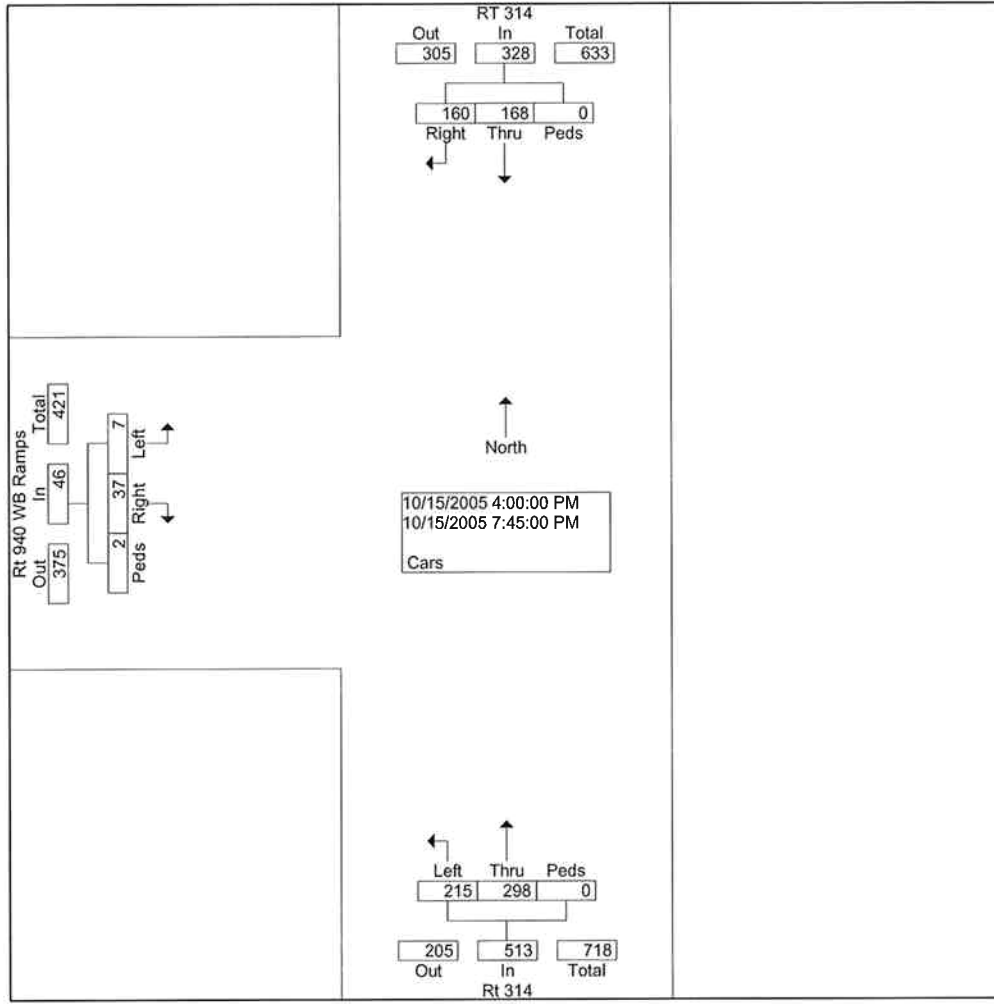 RT 314
Out In Total
305 328 633
160 168 0
Right Thru Peds
Rt 940 WB Ramps
Out In Total
375 46 421
2 37 7
Peds Right Left
North
10/15/2005 4:00:00 PM
10/15/2005 7:45:00 PM
Cars
Left Thru Peds
215 298 0
205 513 718
Out In Total
Rt 314